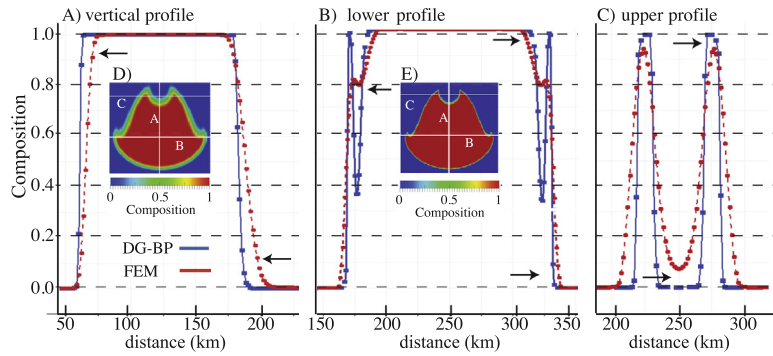 A) vertical profile
B) lower profile
C) upper profile
Composition
1.0
0.8
0.6
0.4
0.2
0.0
D)
C
A
B
0 0.5 1
Composition
DG-BP
FEM
E)
C
A
B
0 0.5 1
Composition
50 100 150 200
distance (km)
150 200 250 300 350
distance (km)
200 250 300
distance (km)